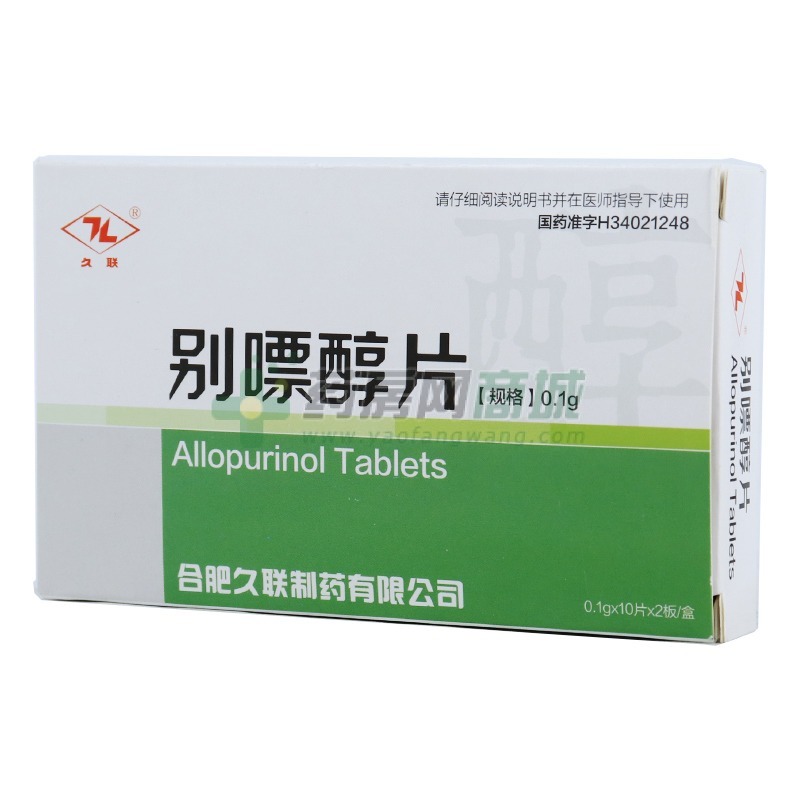 请仔细阅读说明书并在医师指导下使用
国药准字H34021248
久联
®
醇
别嘌醇片
【规格】0.1g
药房网商城
www.yaofangwang.com
Allopurinol Tablets
合肥久联制药有限公司
0.1gx10片x2板/盒
别嘌醇片
Allopurinol Tablets